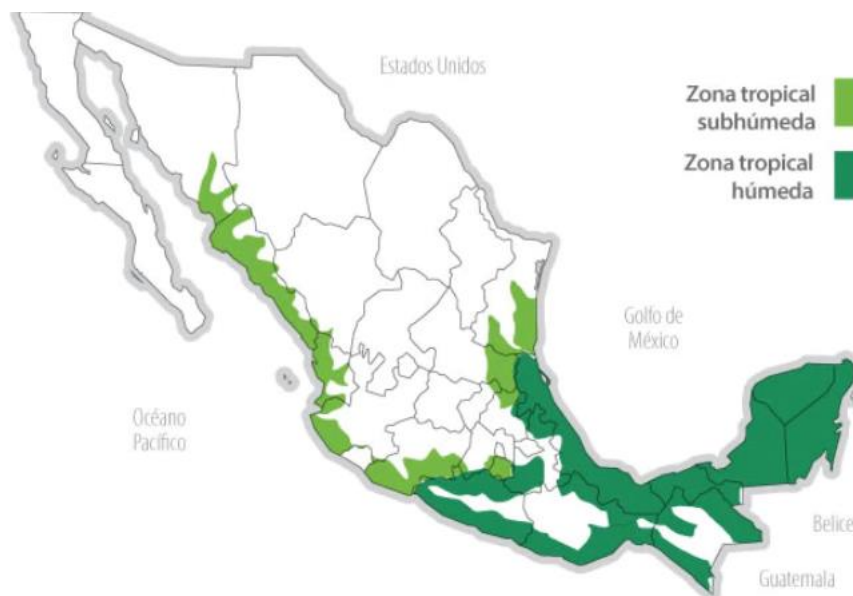 Estados Unidos
Zona tropical
subhúmeda
Zona tropical
húmeda
Golfo de
México
Océano
Pacífico
Belice
Guatemala